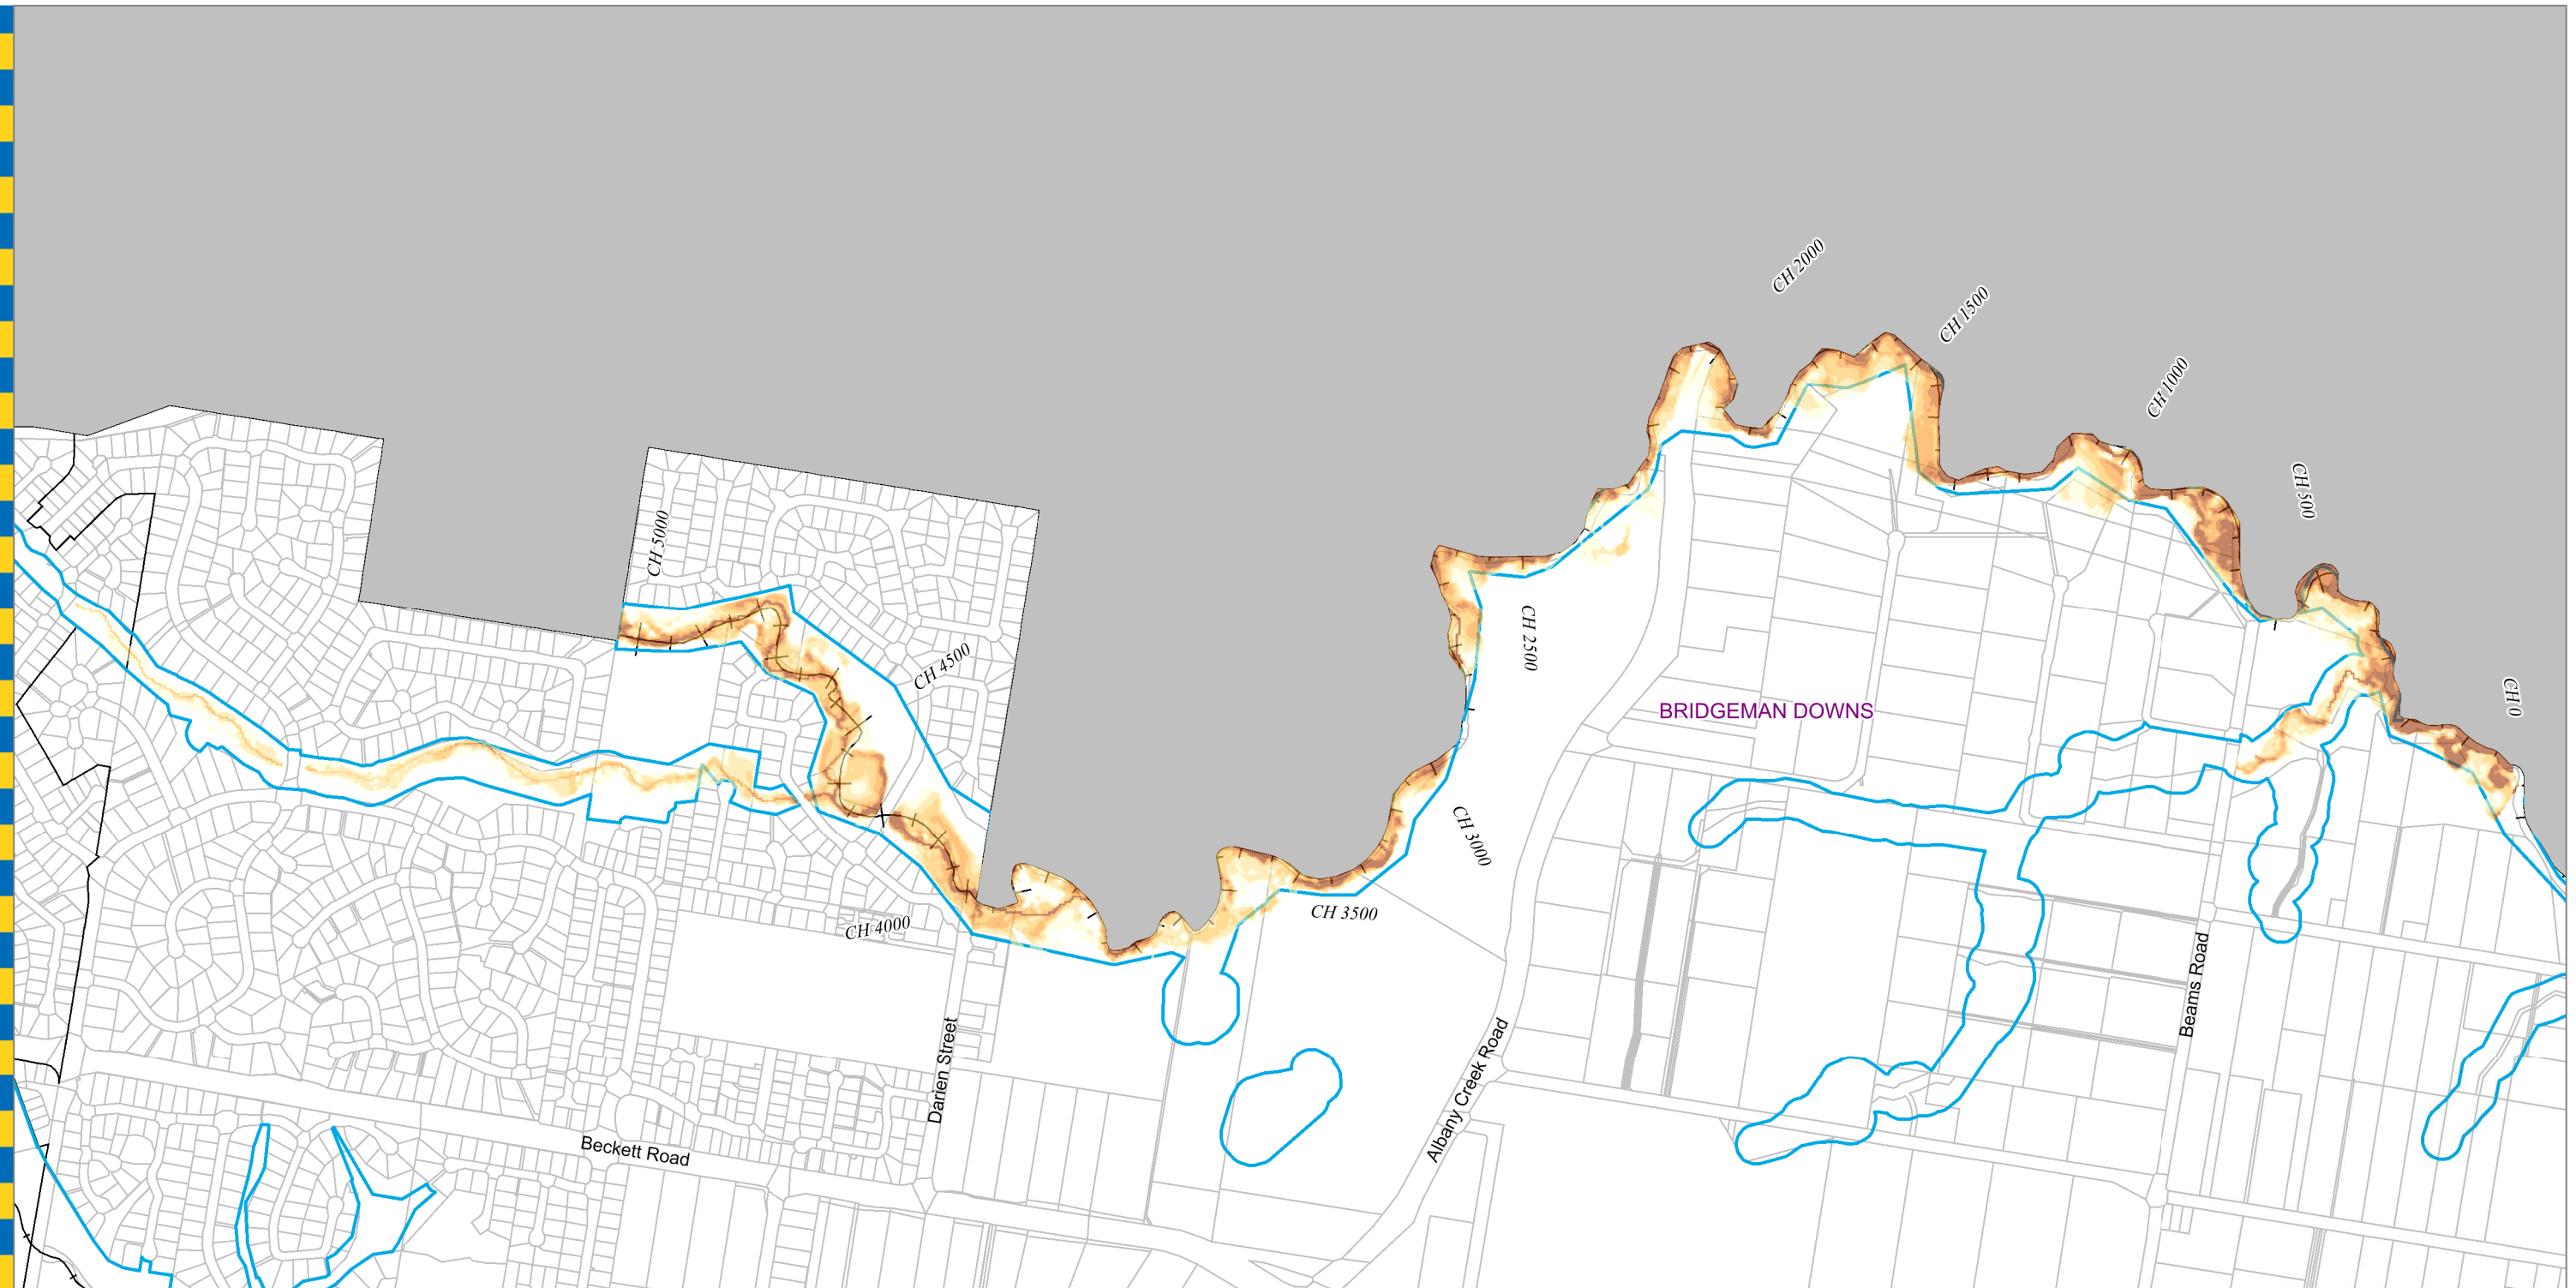 CH 2000
CH 1500
CH 1000
CH 500
CH 5000
CH 2500
CH 4500
CH 0
BRIDGEMAN DOWNS
CH 3000
CH 3500
CH 4000
Beams Road
Darien Street
Albany Creek Road
Beckett Road